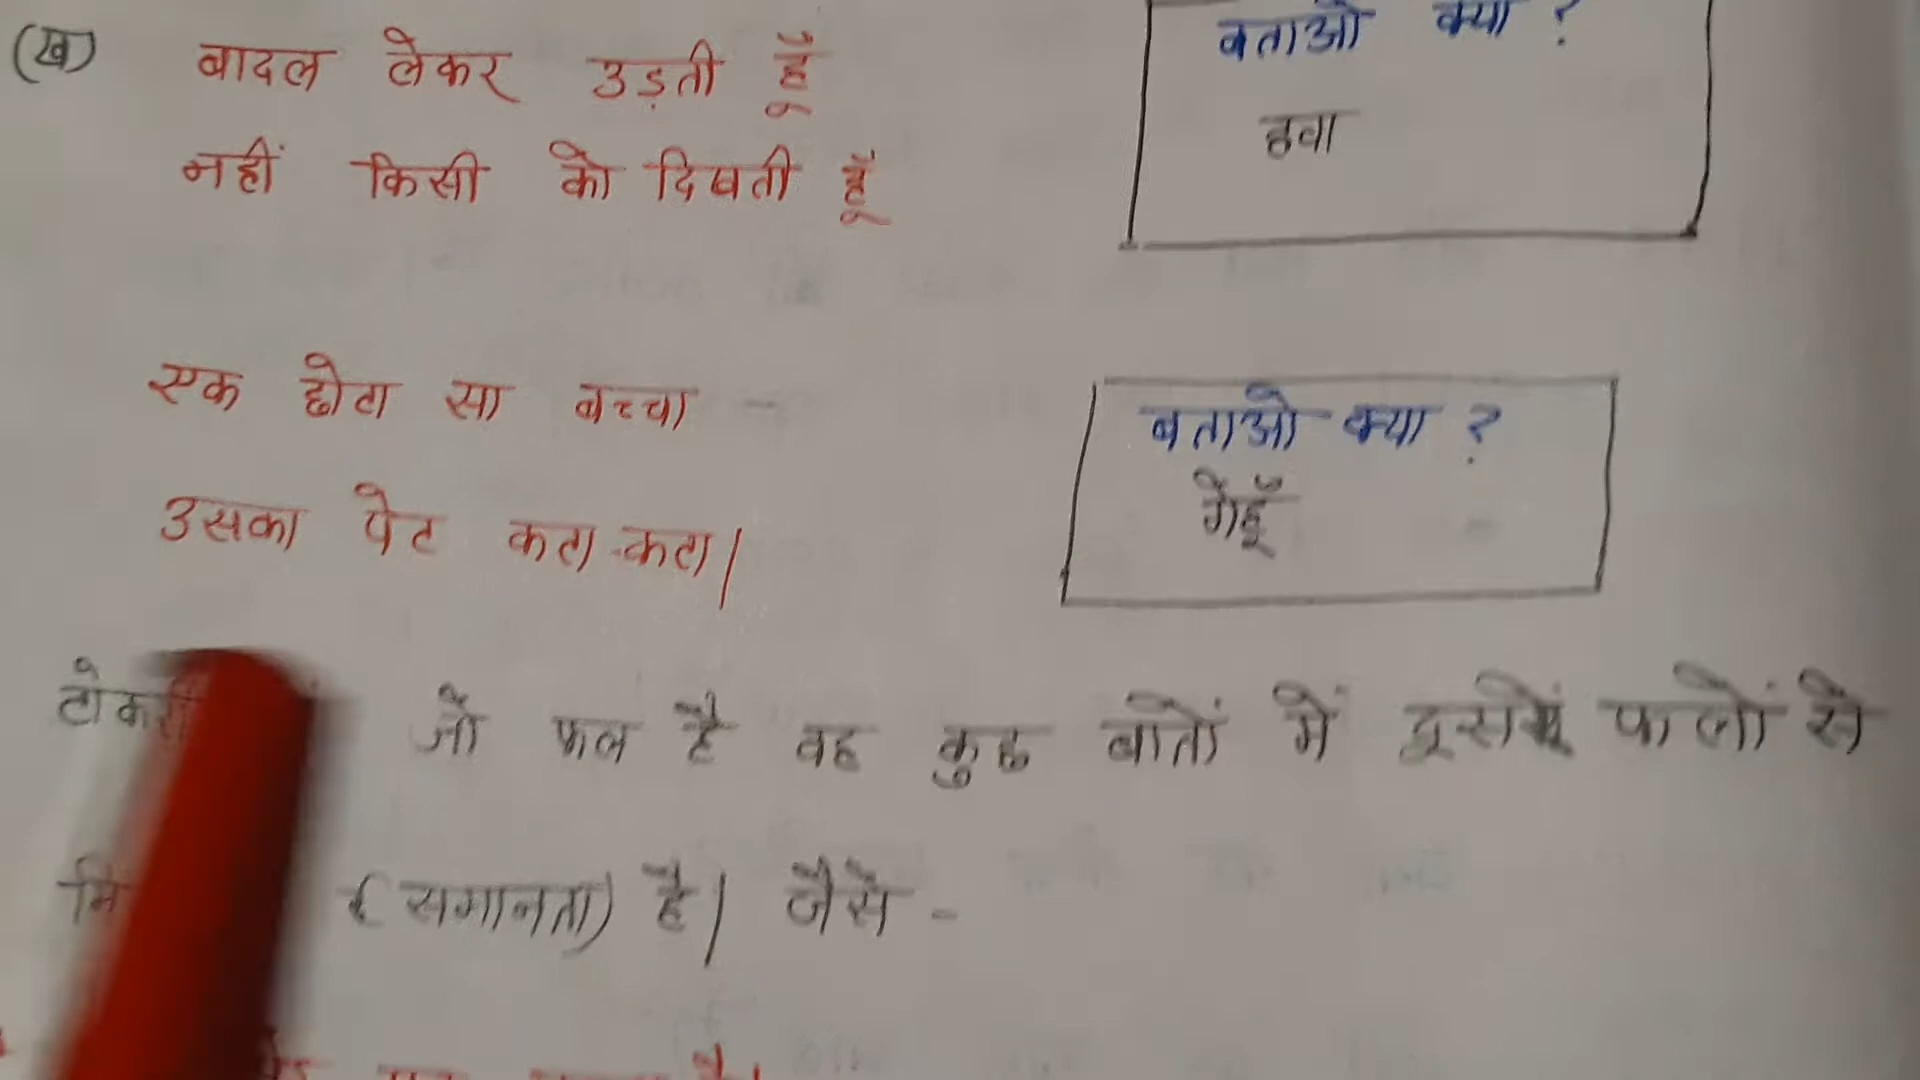 (ख) बादल लेकर उड़ती हूँ
नहीं किसी को दिखती हूँ
बताओ क्या ?
हवा
एक छोटा सा बच्चा -
उसका पेट कटा-कटा।
बताओ क्या ?
गेहूँ
जो फल है वह कुछ बातों में दूसरे फलों से
(समानता) है। जैसे -